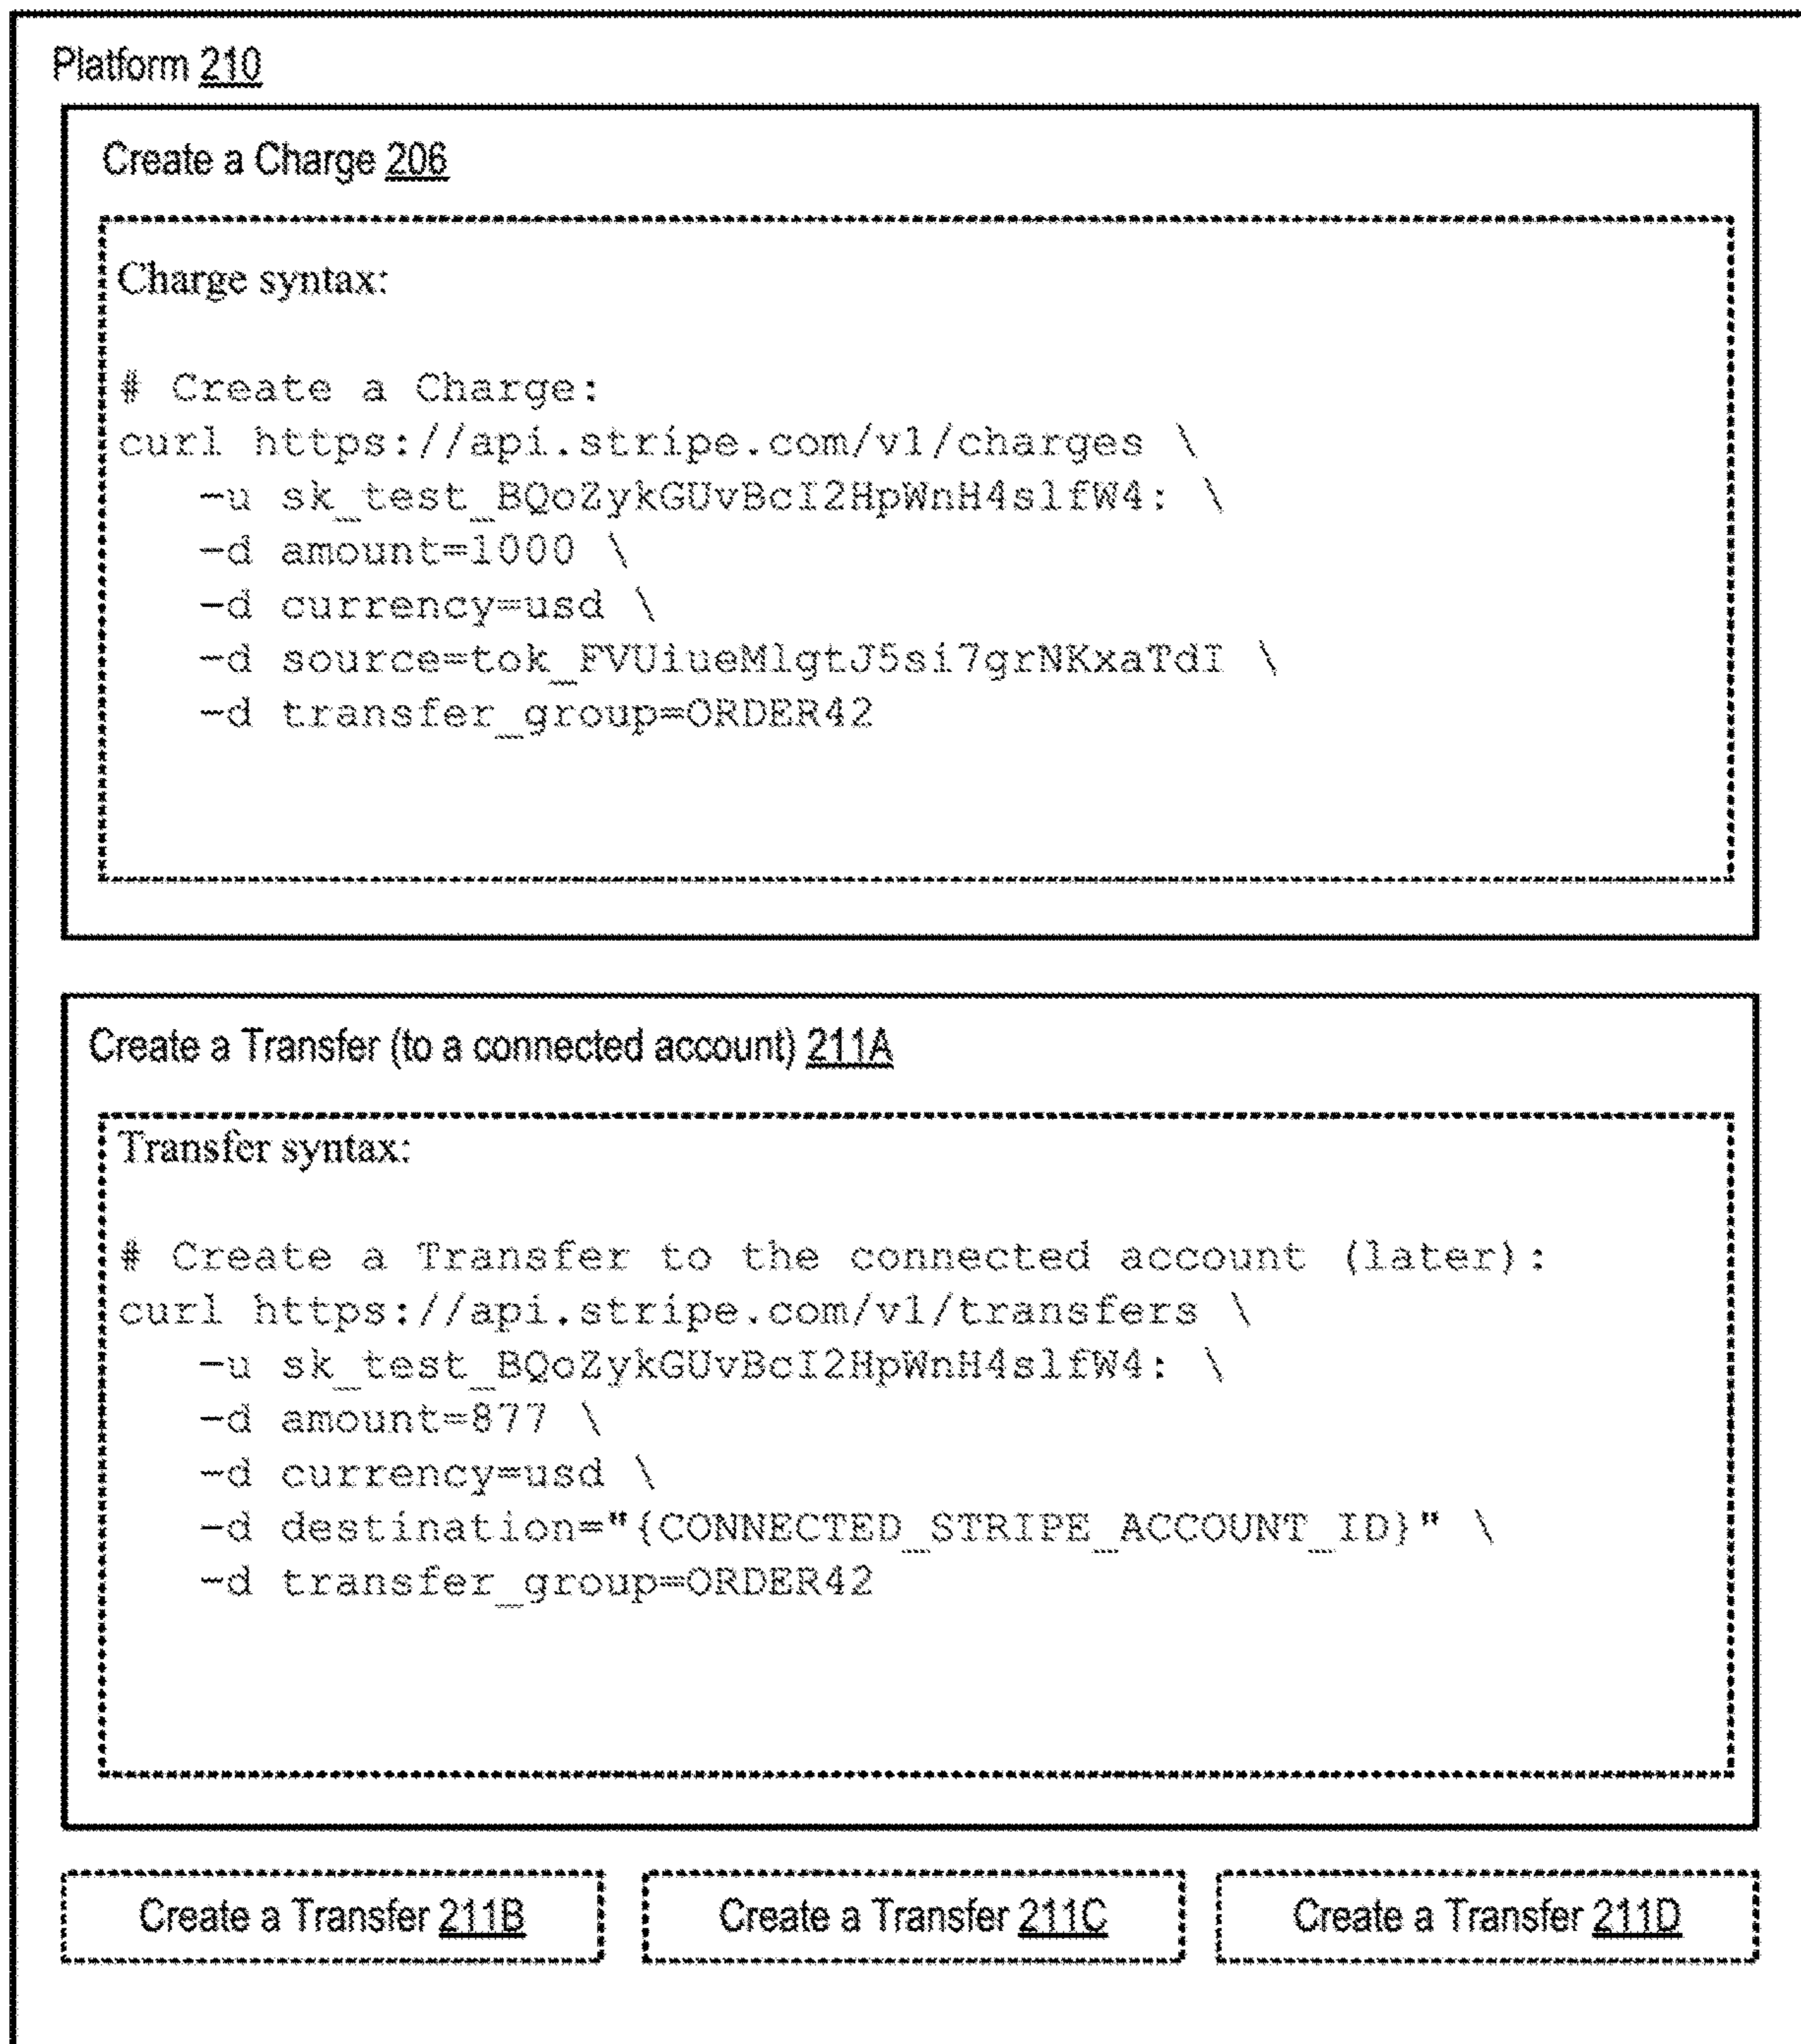 Platform 210
Create a Charge 206
Charge syntax:
# Create a Charge:
curl https://api.stripe.com/v1/charges \
-u sk_test_BQoZykGUvBcI2HpWnH4slfW4: \
-d amount=1000 \
-d currency=usd \
-d source=tok_FVUiueMlgtJ5si7grNKxaTdI \
-d transfer_group=ORDER42
Create a Transfer (to a connected account) 211A
Transfer syntax:
# Create a Transfer to the connected account (later):
curl https://api.stripe.com/v1/transfers \
-u sk_test_BQoZykGUvBcI2HpWnH4slfW4: \
-d amount=877 \
-d currency=usd \
-d destination="{CONNECTED_STRIPE_ACCOUNT_ID}" \
-d transfer_group=ORDER42
Create a Transfer 211B
Create a Transfer 211C
Create a Transfer 211D